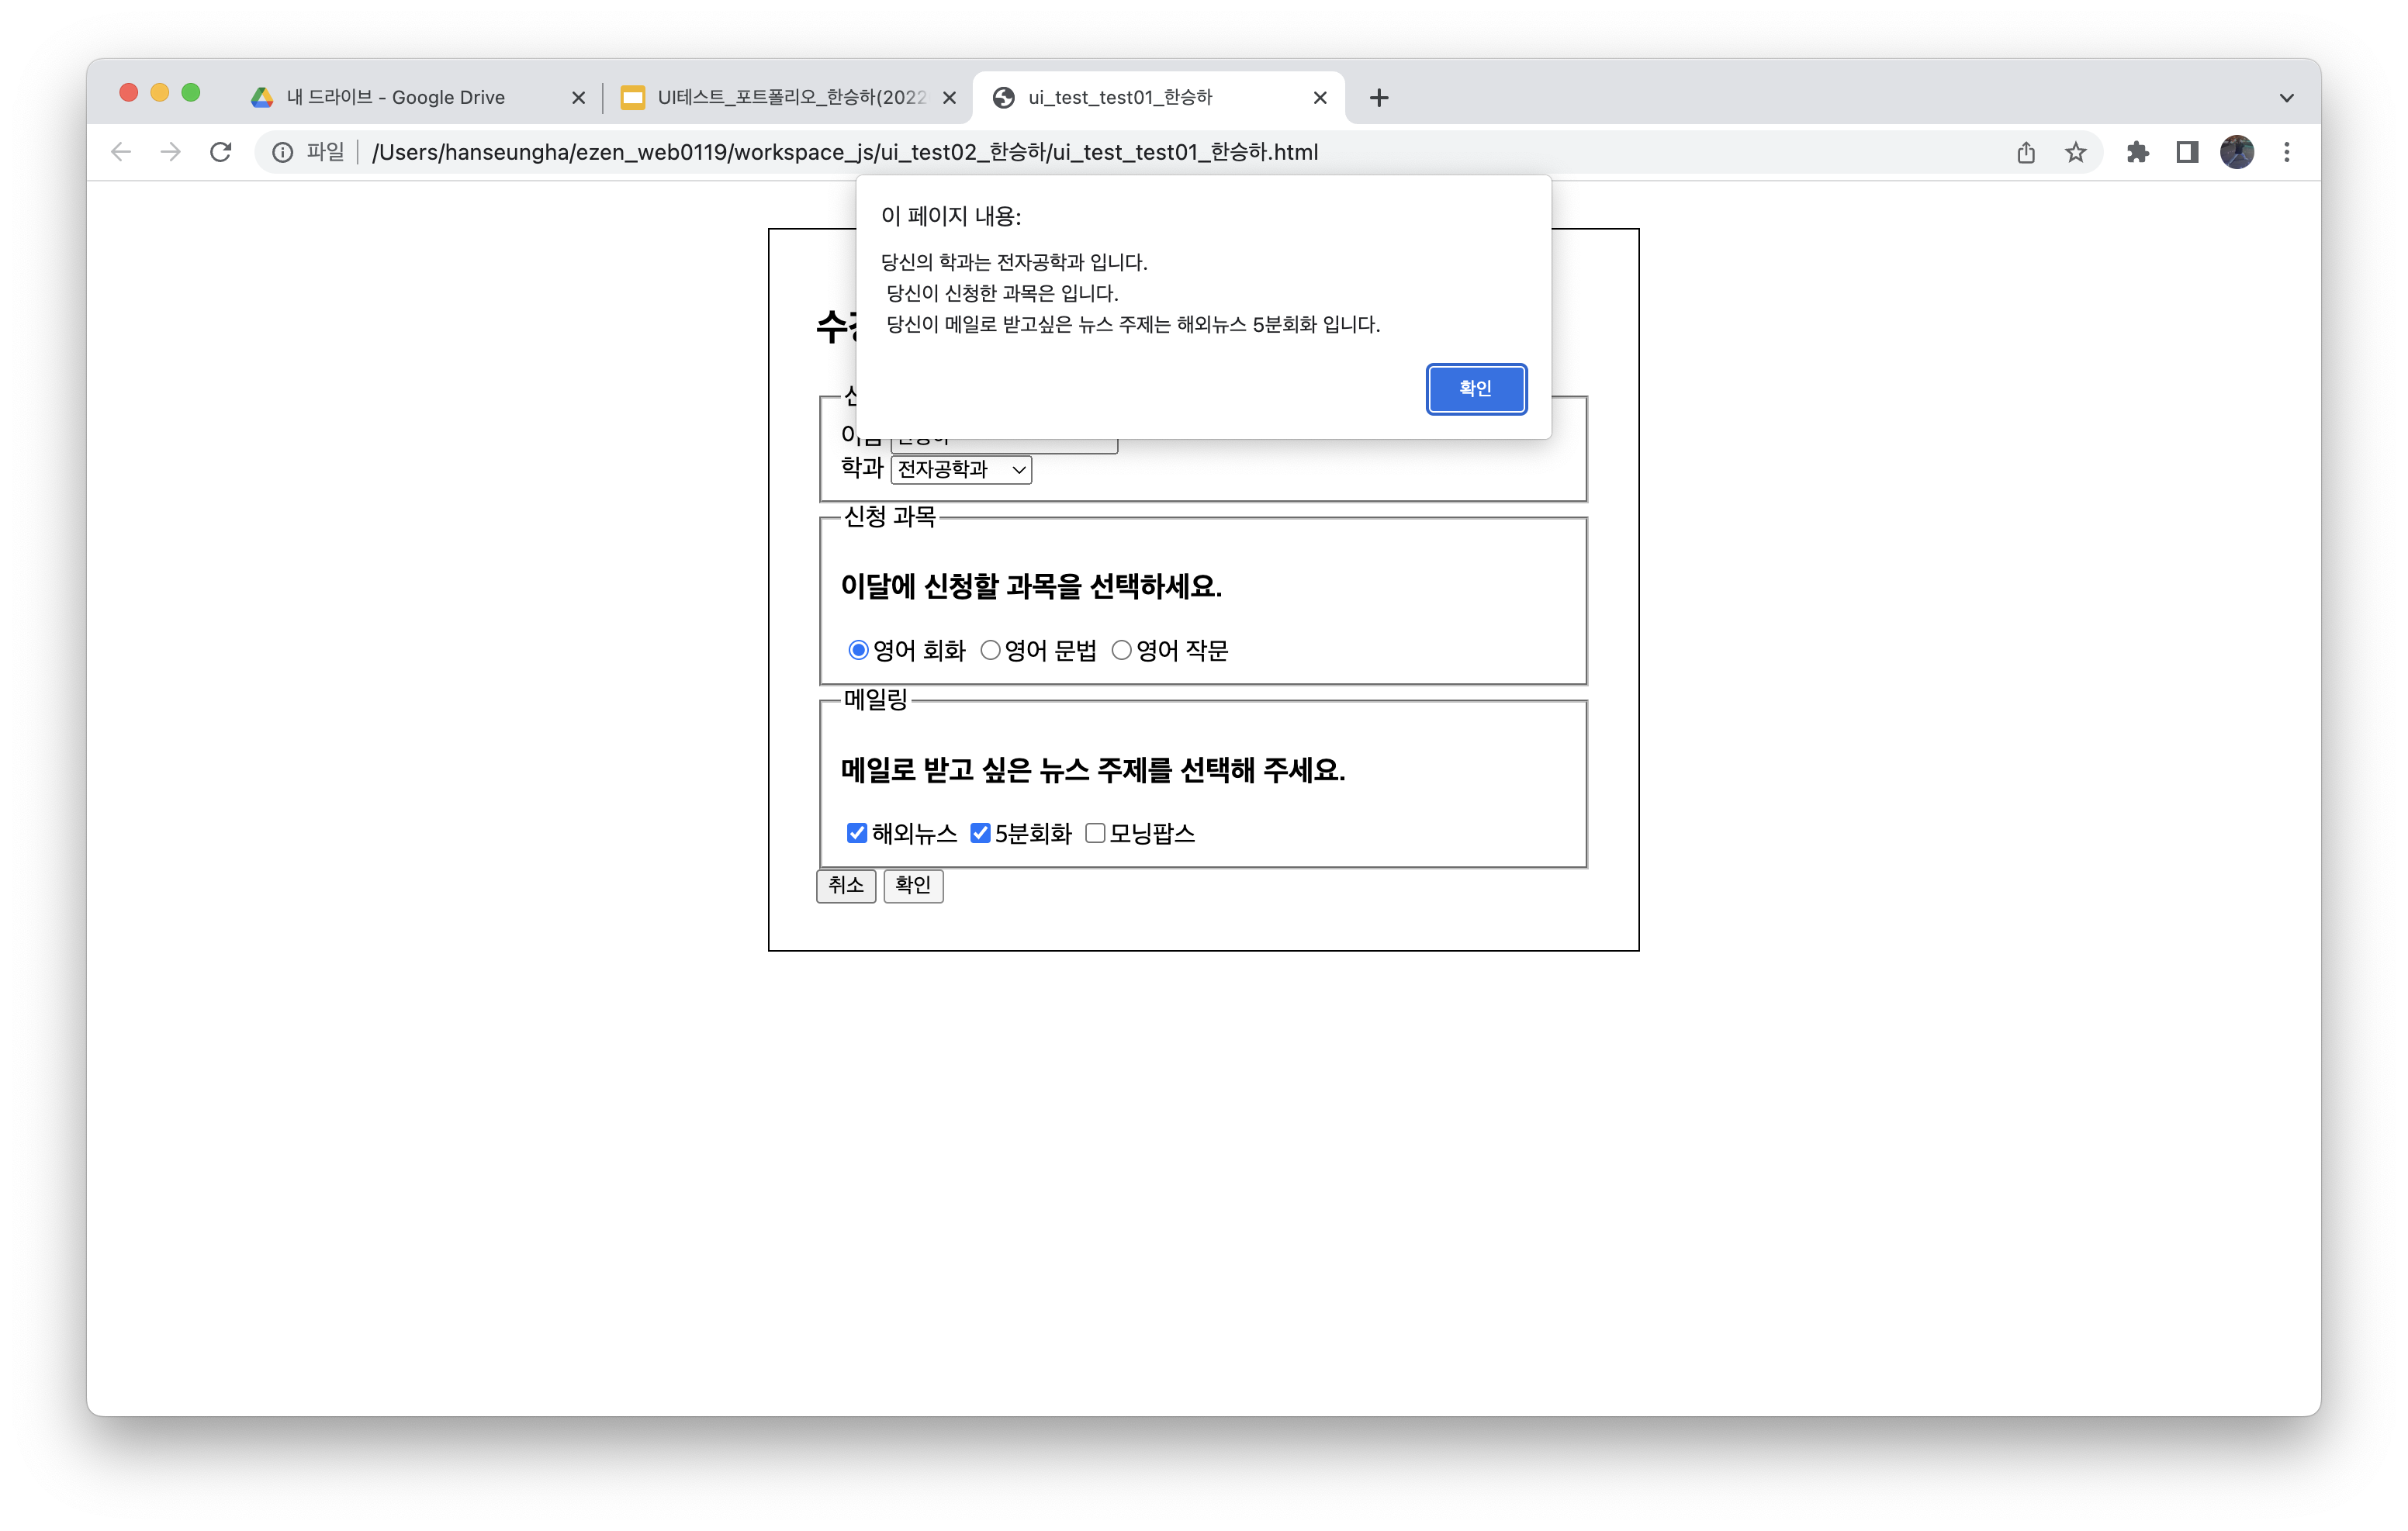 내 드라이브 - Google Drive
UI테스트_포트폴리오_한승하(2022
ui_test_test01_한승하
파일 /Users/hanseungha/ezen_web0119/workspace_js/ui_test02_한승하/ui_test_test01_한승하.html
이 페이지 내용:
당신의 학과는 전자공학과 입니다.
당신이 신청한 과목은 입니다.
당신이 메일로 받고싶은 뉴스 주제는 해외뉴스 5분회화 입니다.
확인
학과 전자공학과
신청 과목
이달에 신청할 과목을 선택하세요.
영어 회화 영어 문법 영어 작문
메일링
메일로 받고 싶은 뉴스 주제를 선택해 주세요.
해외뉴스 5분회화 모닝팝스
취소 확인